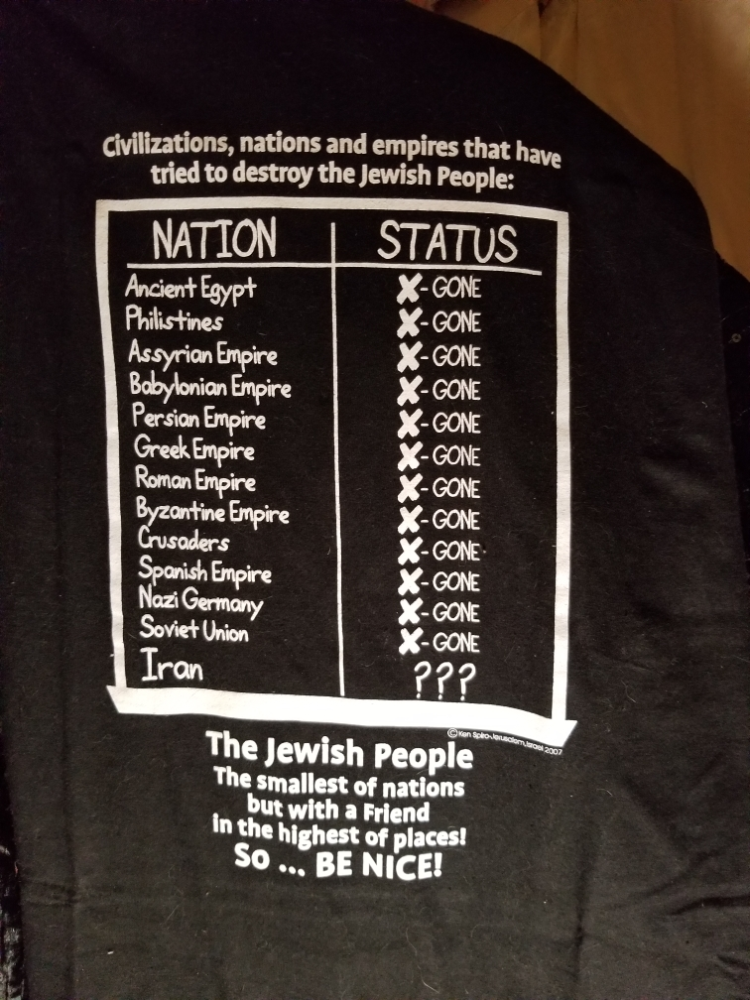 Civilizations, nations and empires that have
tried to destroy the Jewish People:
NATION STATUS
Ancient Egypt X - GONE
Philistines X - GONE
Assyrian Empire X - GONE
Babylonian Empire X - GONE
Persian Empire X - GONE
Greek Empire X - GONE
Roman Empire X - GONE
Byzantine Empire X - GONE
Crusaders X - GONE
Spanish Empire X - GONE
Nazi Germany X - GONE
Soviet Union X - GONE
Iran ???
©Ken Spiro-Jerusalem, Israel 2007
The Jewish People
The smallest of nations
but with a Friend
in the highest of places!
So ... BE NICE!